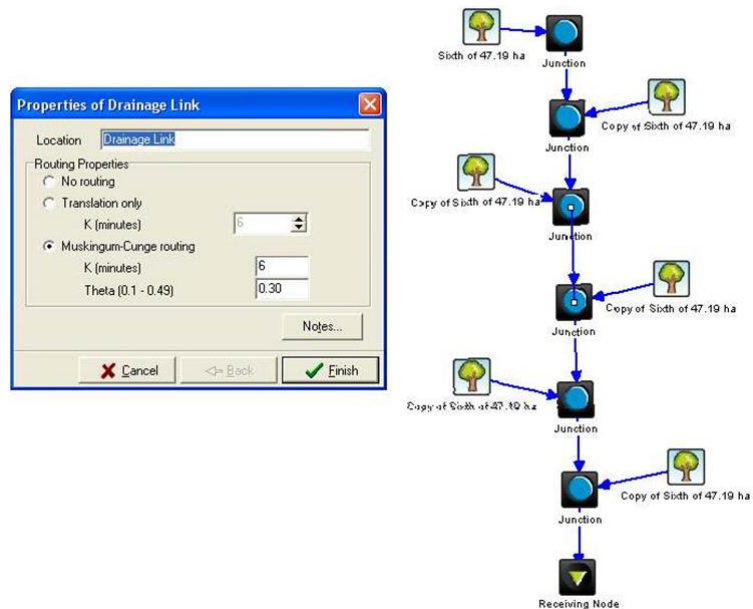 Properties of Drainage Link
Location Drainage Link
Routing Properties
No routing
Translation only
K (minutes) 6
Muskingum-Cunge routing
K (minutes) 6
Theta (0.1 - 0.49) 0.30
Notes...
Cancel
<= Back
Finish
Sixth of 47.19 ha
Junction
Copy of Sixth of 47.19 ha
Junction
Copy of Sixth of 47.19 ha
Junction
Copy of Sixth of 47.19 ha
Junction
Copy of Sixth of 47.19 ha
Junction
Copy of Sixth of 47.19 ha
Junction
Receiving Node